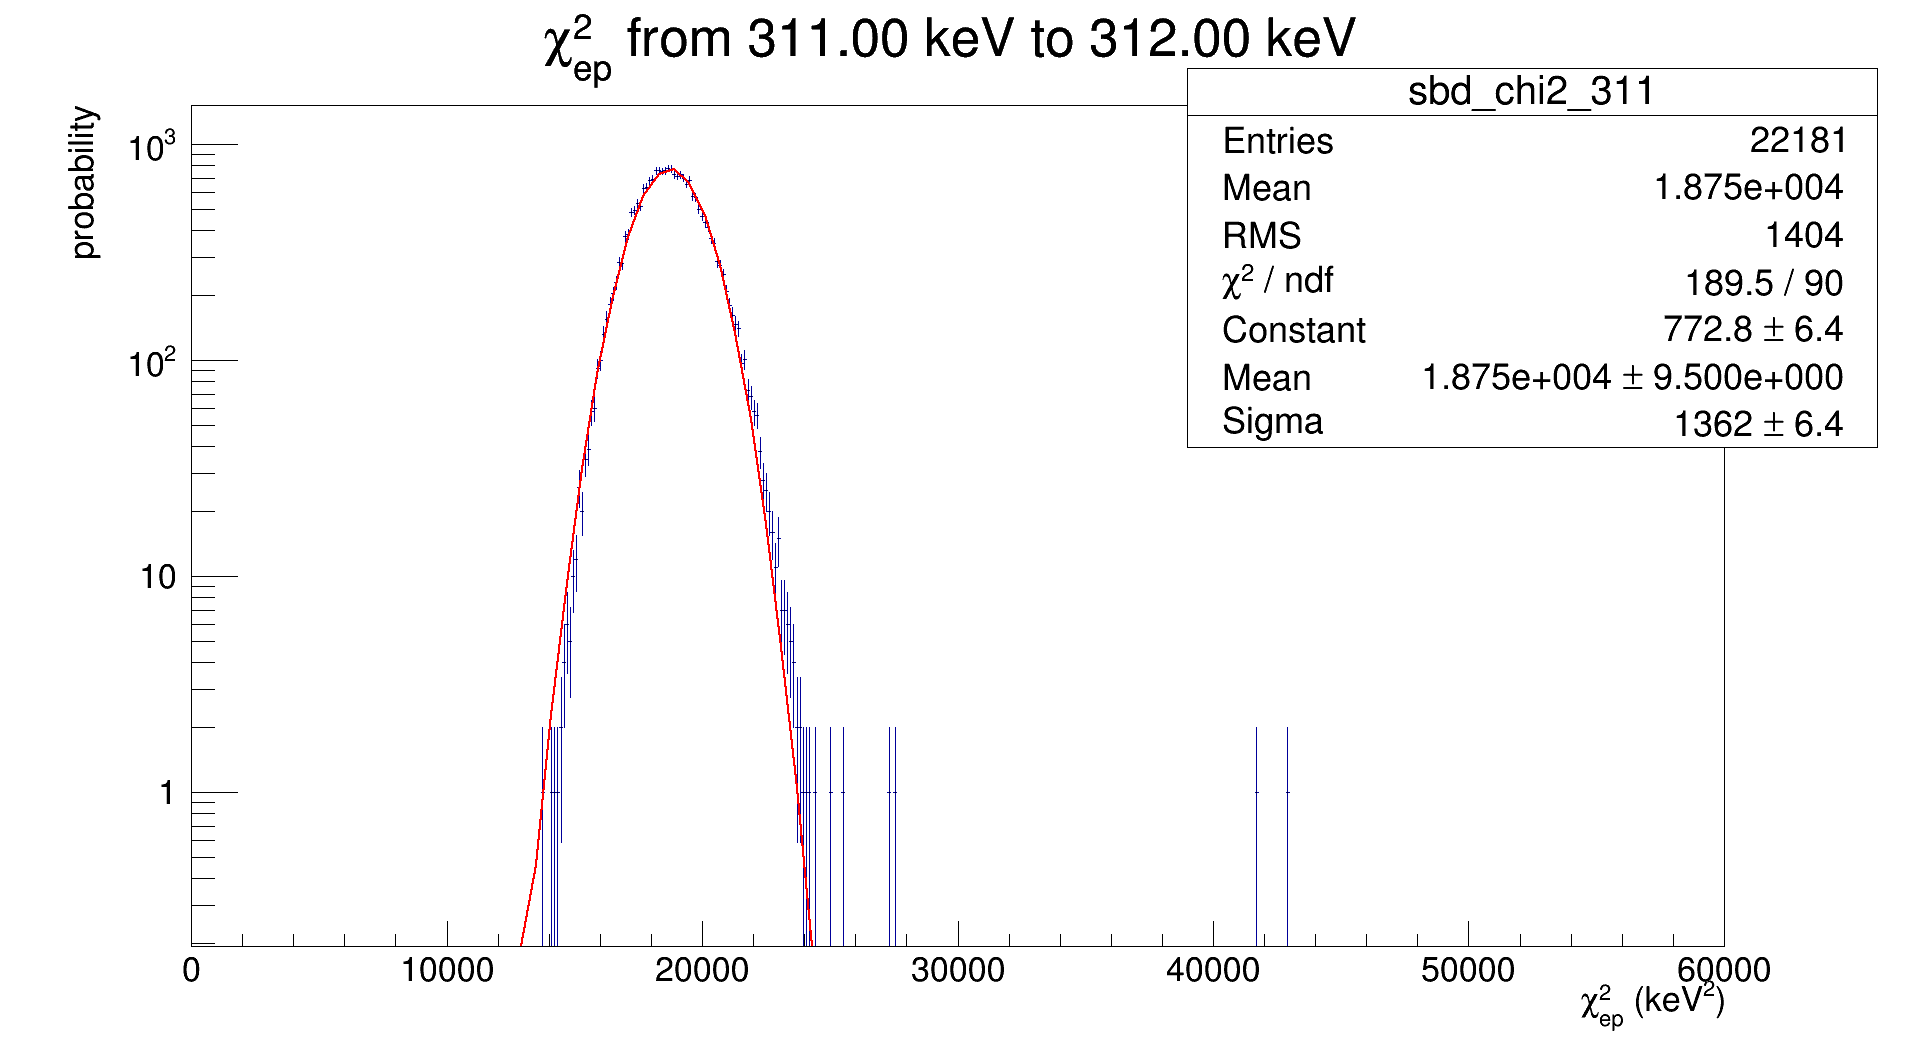 χ²ep from 311.00 keV to 312.00 keV
sbd_chi2_311
Entries 22181
Mean 1.875e+004
RMS 1404
χ² / ndf 189.5 / 90
Constant 772.8 ± 6.4
Mean 1.875e+004 ± 9.500e+000
Sigma 1362 ± 6.4
probability
10³
10²
10
1
0 10000 20000 30000 40000 50000 60000
χ²ep (keV²)